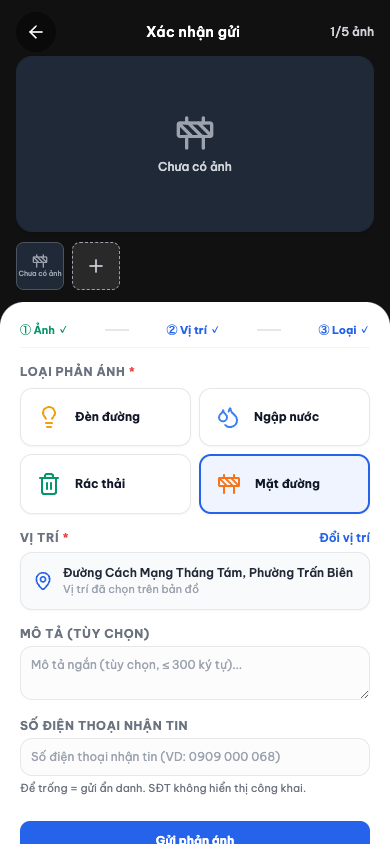 Xác nhận gửi
1/5 ảnh
Chưa có ảnh
Chưa có ảnh
① Ảnh ✓
② Vị trí ✓
③ Loại ✓
LOẠI PHẢN ÁNH *
Đèn đường
Ngập nước
Rác thải
Mặt đường
VỊ TRÍ *
Đổi vị trí
Đường Cách Mạng Tháng Tám, Phường Trấn Biên
Vị trí đã chọn trên bản đồ
MÔ TẢ (TÙY CHỌN)
Mô tả ngắn (tùy chọn, ≤ 300 ký tự)...
SỐ ĐIỆN THOẠI NHẬN TIN
Số điện thoại nhận tin (VD: 0909 000 068)
Để trống = gửi ẩn danh. SĐT không hiển thị công khai.
Gửi phản ánh